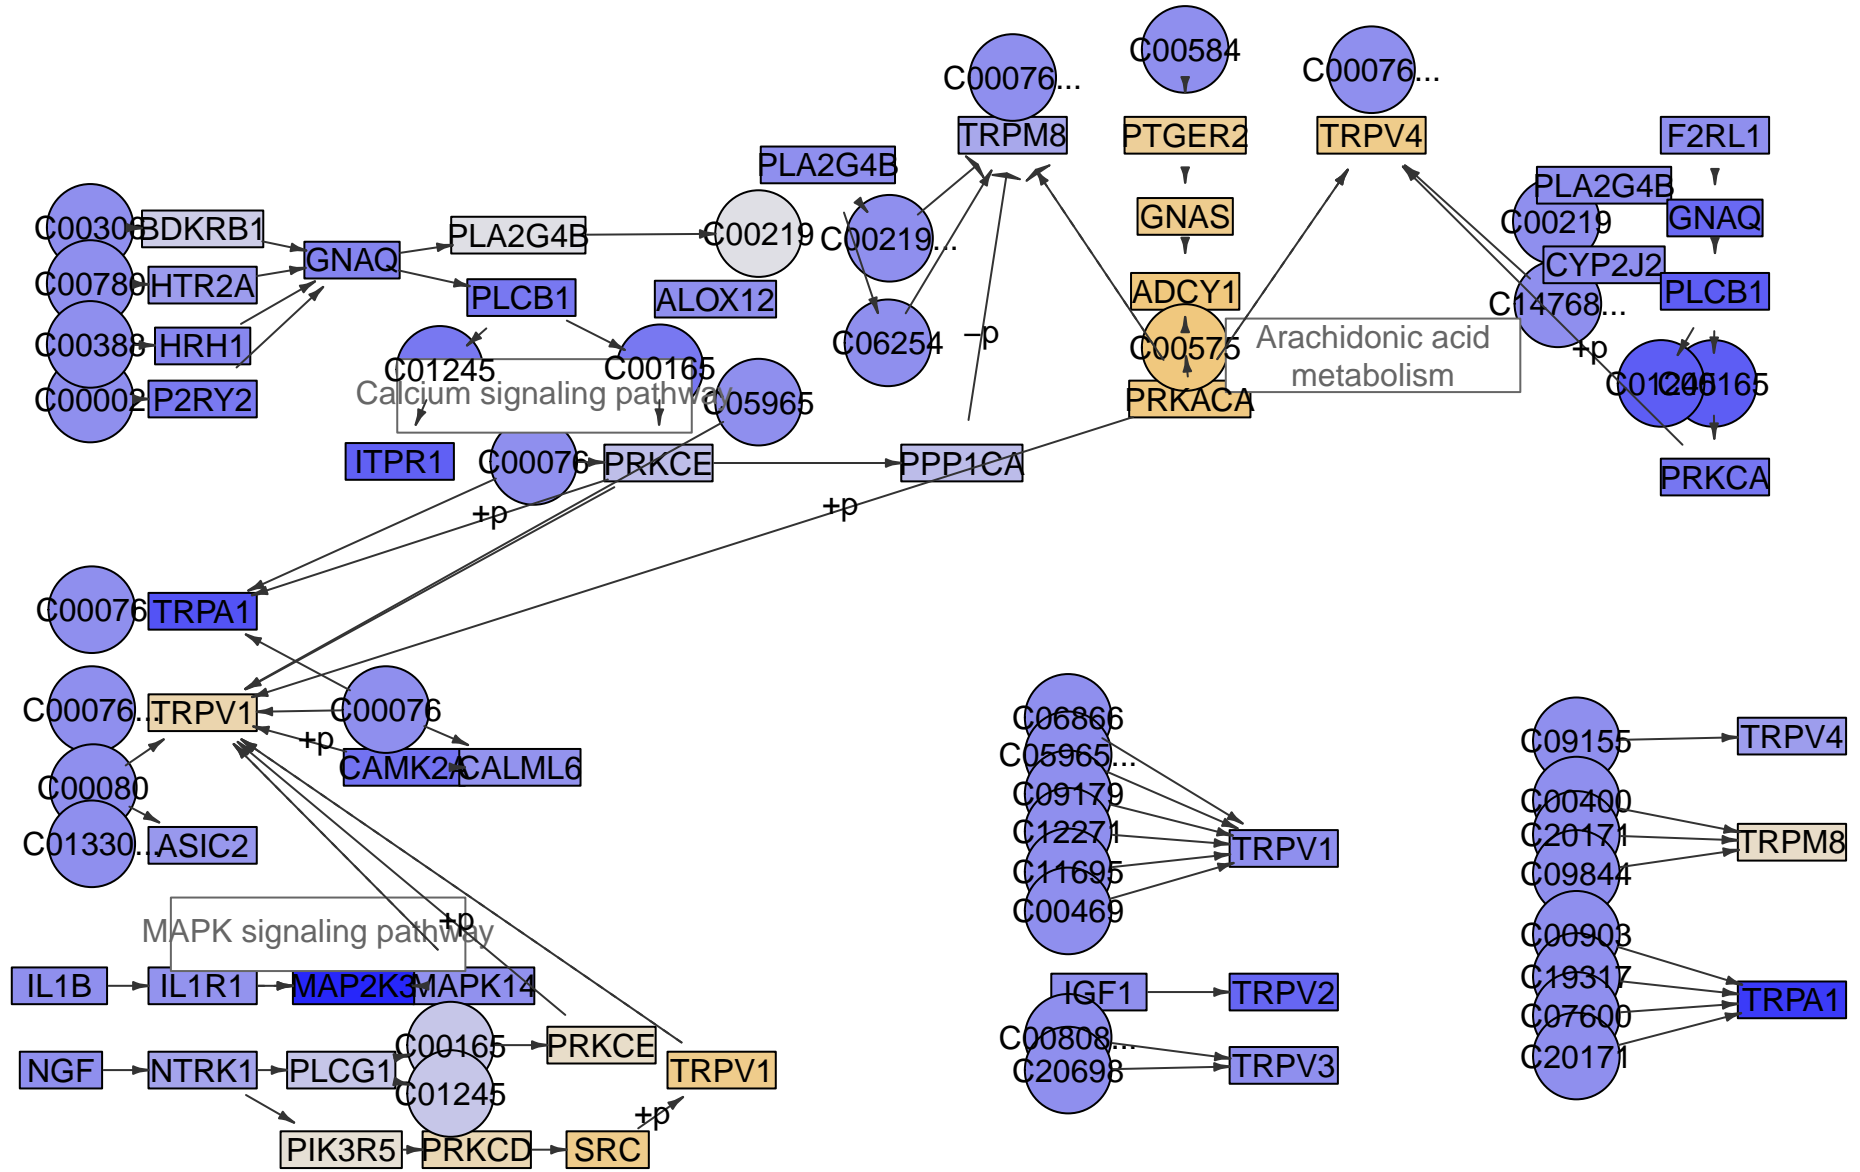 C00584
C00076...
C00076...
TRPM8
PTGER2
TRPV4
F2RL1
PLA2G4B
PLA2G4B
C00219
GNAS
GNAQ
BDKRB1
PLA2G4B
C00219
C00219...
GNAQ
CYP2J2
C00780
HTR2A
PLCB1
ALOX12
ADCY1
PLCB1
C14768...
C00388
HRH1
C06254
–p
C00575
Arachidonic acid
metabolism
+p
C01245
C00165
Calcium signaling pathway
C05965
C00002
P2RY2
PRKACA
C01245
C00165
ITPR1
C00076
PRKCE
PPP1CA
PRKCA
+p
+p
C00076
TRPA1
C00076...
TRPV1
C00076
+p
CAMK2A
CALML6
C00080
C01330...
ASIC2
C06866
C05965...
C09179
C12271
C11695
C00469
TRPV1
C09155
TRPV4
C00400
C20171
C09844
TRPM8
MAPK signaling pathway
+p
IL1B
IL1R1
MAP2K3
MAPK14
IGF1
TRPV2
C00903
C19317
C07600
C20171
TRPA1
C00165
PRKCE
C00808...
C20698
TRPV3
NGF
NTRK1
PLCG1
C01245
TRPV1
+p
PIK3R5
PRKCD
SRC